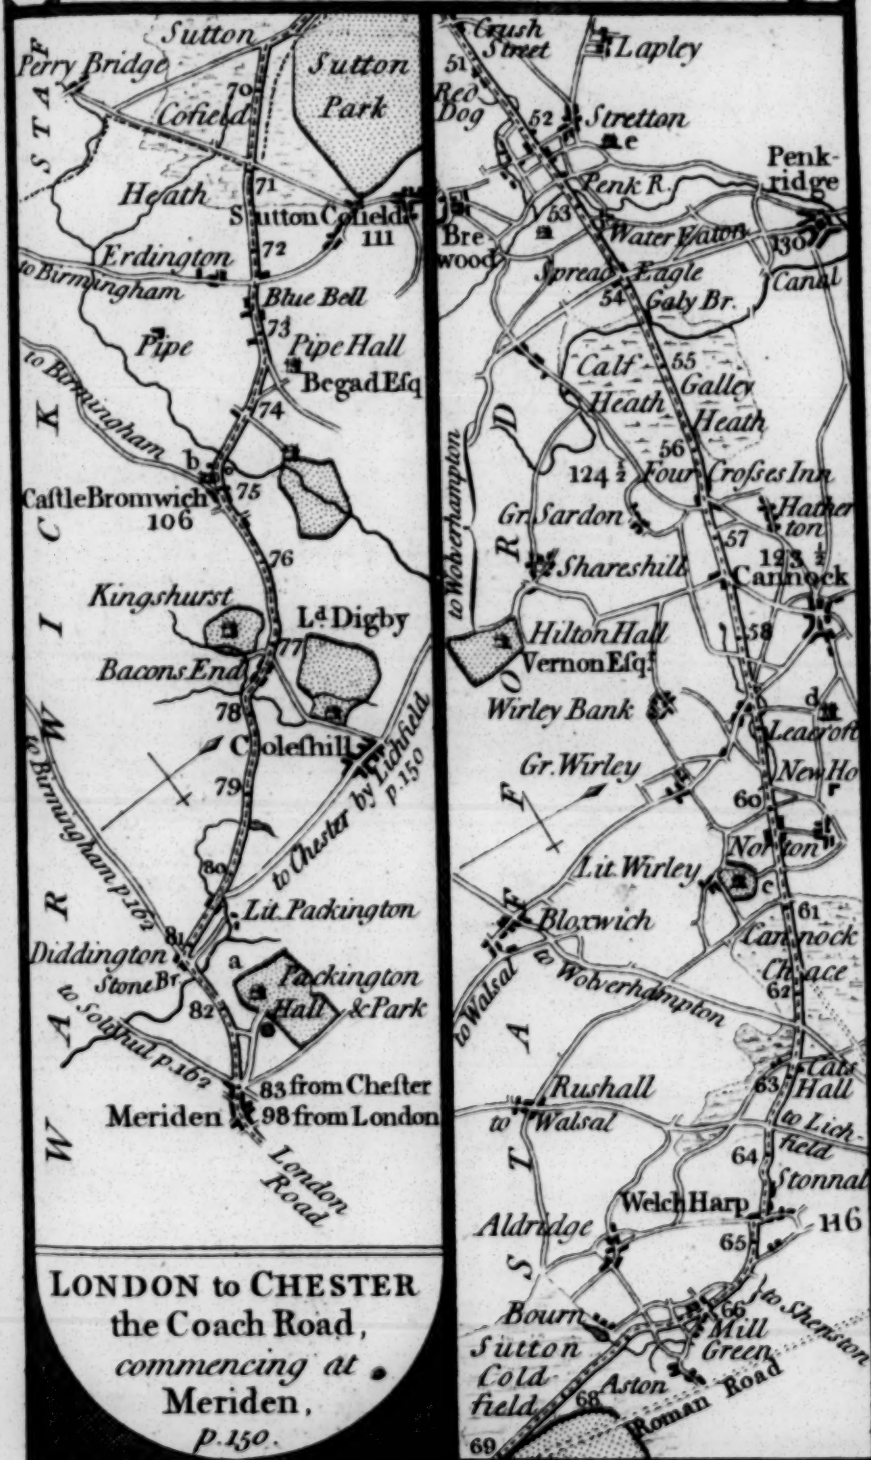 Sutton
Perry Bridge
STAF
70
Sutton
Park
Cofield
71
Heath
Sutton Cofield
111
72
Erdington
to Birmingham
Blue Bell
73
Pipe
Pipe Hall
Begad Eſq
to Birmingham
74
b
75
Caſtle Bromwich
106
76
Kingshurst
Ld Digby
77
Bacons End
78
Coleſhill
79
to Chester by Lichfield
p.150
to Birmingham p.162
80
Lit. Packington
81
Diddington
Stone Br.
a
Packington
Hall & Park
82
to Solyhul p.162
83 from Cheſter
Meriden
98 from London
London
Road
WARWICK
LONDON to CHESTER
the Coach Road,
commencing at
Meriden,
p.150.
Crush
Street
Lapley
51
Red
Dog
52
Stretton
e
Penk-
ridge
Penk R.
53
Bre-
wood
Water Eaton
130
Spread Eagle
Canal
54
Galy Br.
55
Calf
Heath
Galley
Heath
56
124 1/2
Four Croſses Inn
Gr. Sardon
Hather
ton
57
123 1/2
Shareshill
Cannock
to Wolverhampton
58
Hilton Hall
Vernon Eſqr.
Wirley Bank
d
Leacroft
Gr. Wirley
New Ho
60
Norton
Lit. Wirley
c
61
Bloxwich
Cannock
Chace
to Walsal
to Wolverhampton
62
63
Cats
Hall
Rushall
to Walsal
to Lich-
field
64
Stonnal
Welch Harp
116
Aldridge
65
66
to Shenston
Bourn
Mill
Green
Sutton
Cold
field
Aston
68
Roman Road
69
STAFFORD